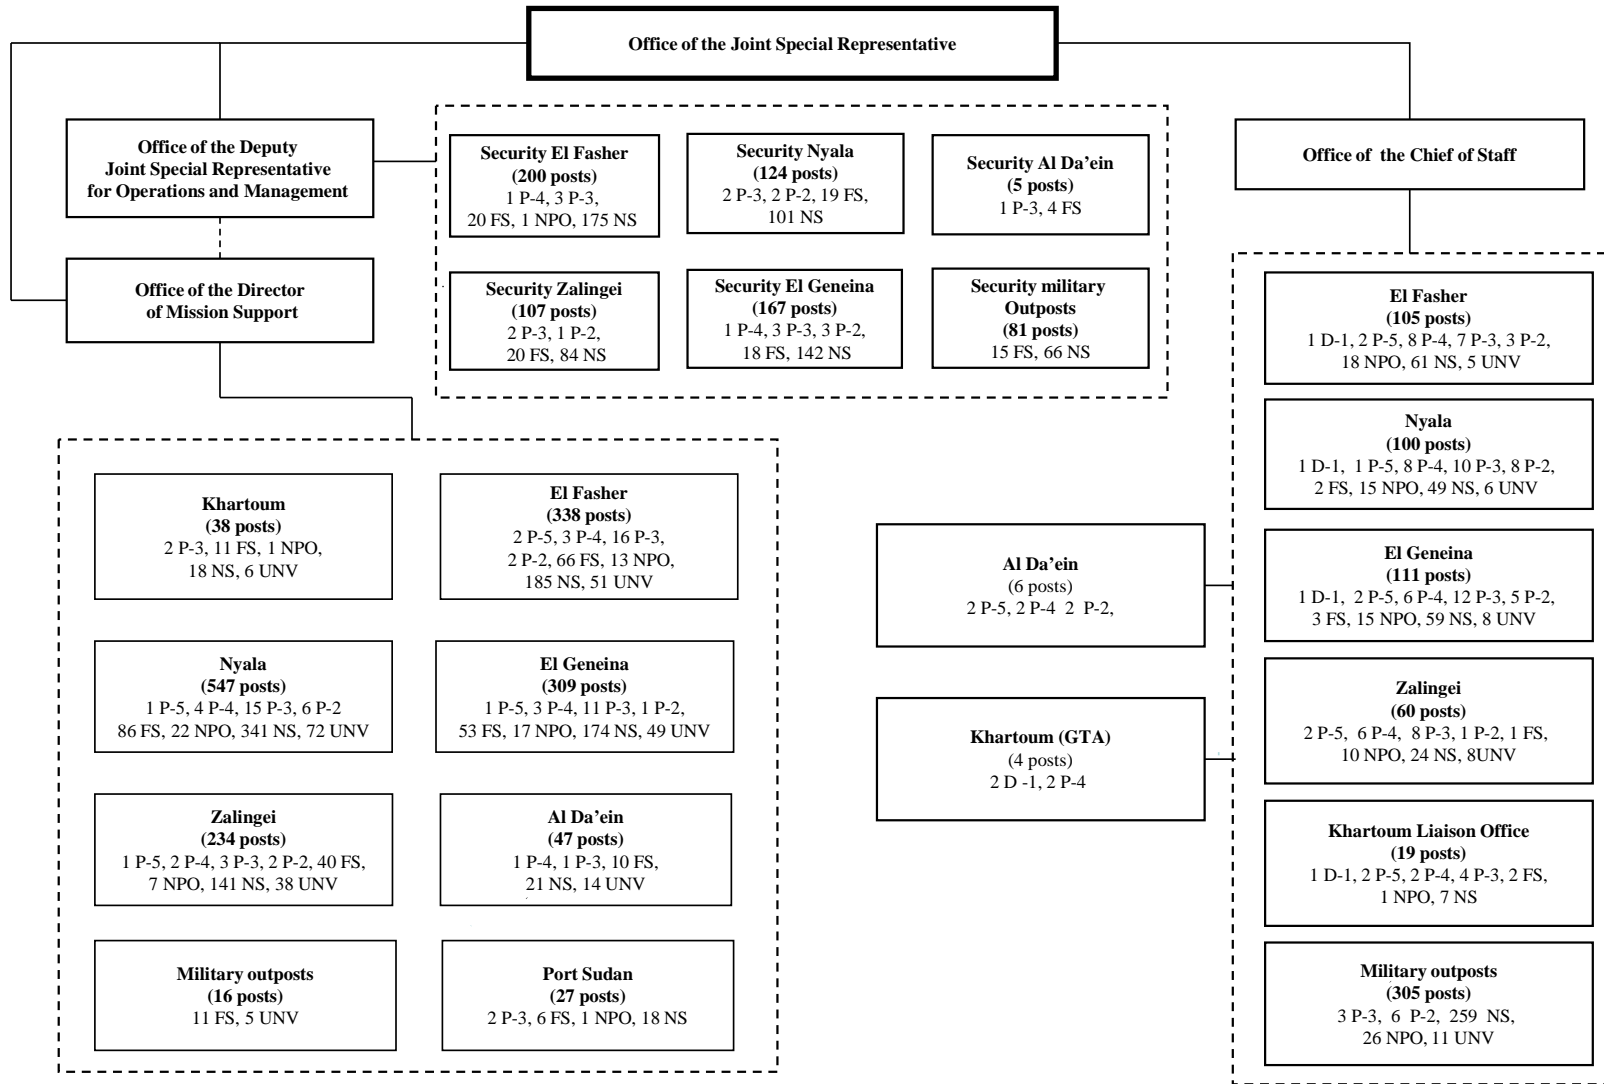 Office of the Joint Special Representative
Office of the Deputy
Joint Special Representative
for Operations and Management
Office of the Director
of Mission Support
Security El Fasher
(200 posts)
1 P-4, 3 P-3,
20 FS, 1 NPO, 175 NS
Security Nyala
(124 posts)
2 P-3, 2 P-2, 19 FS,
101 NS
Security Al Da’ein
(5 posts)
1 P-3, 4 FS
Security Zalingei
(107 posts)
2 P-3, 1 P-2,
20 FS, 84 NS
Security El Geneina
(167 posts)
1 P-4, 3 P-3, 3 P-2,
18 FS, 142 NS
Security military
Outposts
(81 posts)
15 FS, 66 NS
Office of the Chief of Staff
El Fasher
(105 posts)
1 D-1, 2 P-5, 8 P-4, 7 P-3, 3 P-2,
18 NPO, 61 NS, 5 UNV
Nyala
(100 posts)
1 D-1, 1 P-5, 8 P-4, 10 P-3, 8 P-2,
2 FS, 15 NPO, 49 NS, 6 UNV
El Geneina
(111 posts)
1 D-1, 2 P-5, 6 P-4, 12 P-3, 5 P-2,
3 FS, 15 NPO, 59 NS, 8 UNV
Zalingei
(60 posts)
2 P-5, 6 P-4, 8 P-3, 1 P-2, 1 FS,
10 NPO, 24 NS, 8UNV
Khartoum Liaison Office
(19 posts)
1 D-1, 2 P-5, 2 P-4, 4 P-3, 2 FS,
1 NPO, 7 NS
Military outposts
(305 posts)
3 P-3, 6 P-2, 259 NS,
26 NPO, 11 UNV
Al Da’ein
(6 posts)
2 P-5, 2 P-4 2 P-2,
Khartoum (GTA)
(4 posts)
2 D -1, 2 P-4
Khartoum
(38 posts)
2 P-3, 11 FS, 1 NPO,
18 NS, 6 UNV
El Fasher
(338 posts)
2 P-5, 3 P-4, 16 P-3,
2 P-2, 66 FS, 13 NPO,
185 NS, 51 UNV
Nyala
(547 posts)
1 P-5, 4 P-4, 15 P-3, 6 P-2
86 FS, 22 NPO, 341 NS, 72 UNV
El Geneina
(309 posts)
1 P-5, 3 P-4, 11 P-3, 1 P-2,
53 FS, 17 NPO, 174 NS, 49 UNV
Zalingei
(234 posts)
1 P-5, 2 P-4, 3 P-3, 2 P-2, 40 FS,
7 NPO, 141 NS, 38 UNV
Al Da’ein
(47 posts)
1 P-4, 1 P-3, 10 FS,
21 NS, 14 UNV
Military outposts
(16 posts)
11 FS, 5 UNV
Port Sudan
(27 posts)
2 P-3, 6 FS, 1 NPO, 18 NS